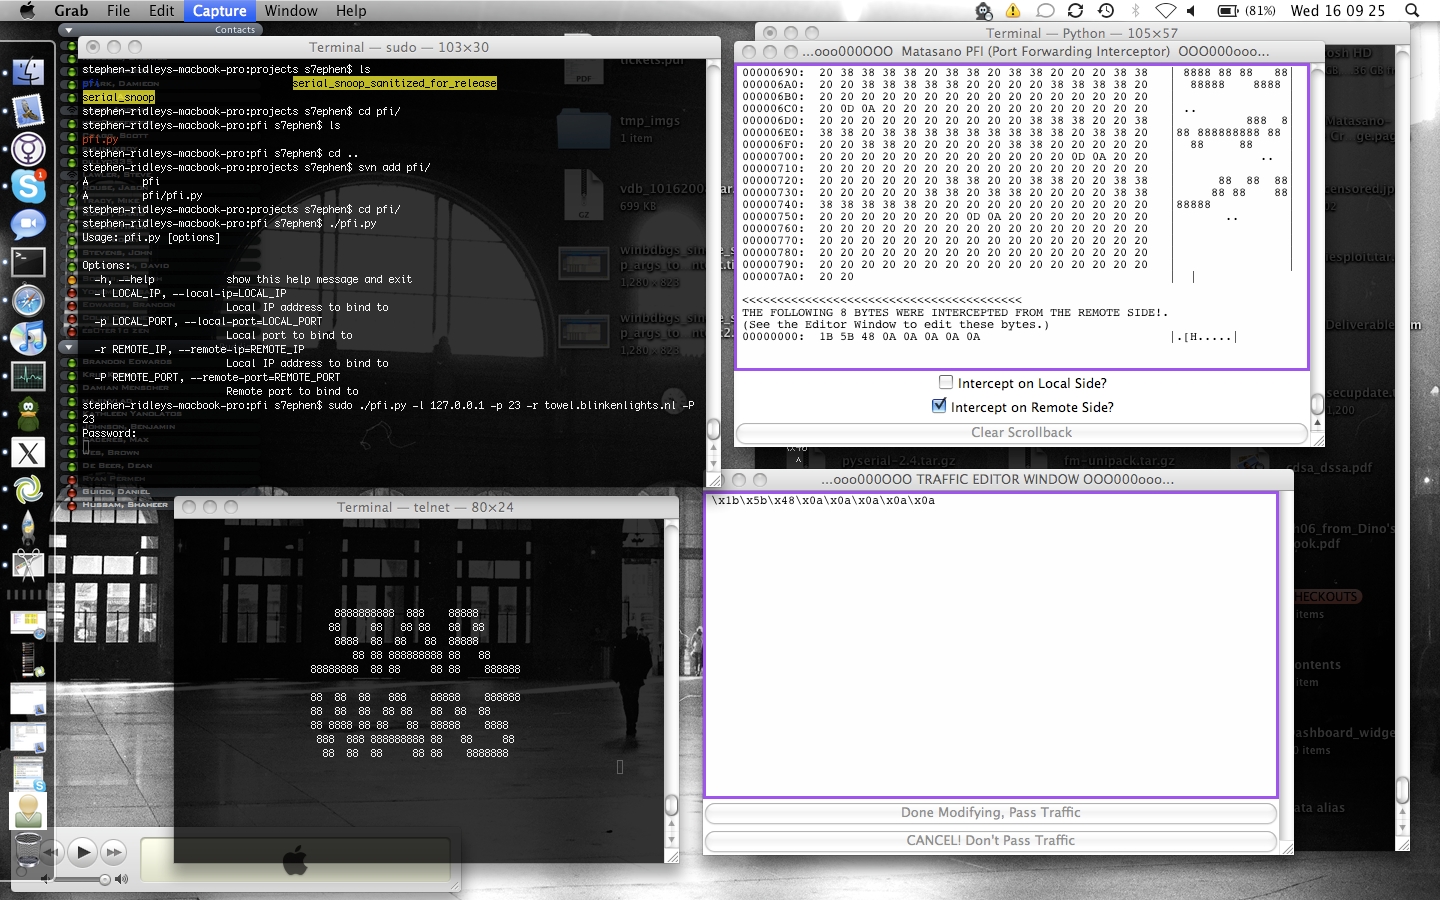 Grab File Edit Capture Window Help (81%) Wed 16 09 25
Contacts
Terminal — sudo — 103×30
stephen-ridleys-macbook-pro:projects s7ephen$ ls
pfi serial_snoop_sanitized_for_release
serial_snoop
stephen-ridleys-macbook-pro:projects s7ephen$ cd pfi/
stephen-ridleys-macbook-pro:pfi s7ephen$ ls
pfi.py
stephen-ridleys-macbook-pro:pfi s7ephen$ cd ..
stephen-ridleys-macbook-pro:projects s7ephen$ svn add pfi/
A pfi
A pfi/pfi.py
stephen-ridleys-macbook-pro:projects s7ephen$ cd pfi/
stephen-ridleys-macbook-pro:pfi s7ephen$ ./pfi.py
Usage: pfi.py [options]
Options:
-h, --help show this help message and exit
-l LOCAL_IP, --local-ip=LOCAL_IP
Local IP address to bind to
-p LOCAL_PORT, --local-port=LOCAL_PORT
Local port to bind to
-r REMOTE_IP, --remote-ip=REMOTE_IP
Local IP address to bind to
-P REMOTE_PORT, --remote-port=REMOTE_PORT
Remote port to bind to
stephen-ridleys-macbook-pro:pfi s7ephen$ sudo ./pfi.py -l 127.0.0.1 -p 23 -r towel.blinkenlights.nl -P
23
Password:
De Beer, Dean
Guido, Daniel
Hussam, Shaheer
tickets.pdf
tmp_imgs
1 item
699 KB
1,280 × 823
1,280 × 823
Terminal — Python — 105×57
...ooo000OOO Matasano PFI (Port Forwarding Interceptor) OOO000ooo...
00000690: 20 38 38 38 38 20 38 38 20 38 38 20 20 20 38 38 | 8888 88 88   88|
000006A0: 20 20 38 38 38 38 38 20 20 20 20 38 38 38 38 20 |  88888    8888 |
000006B0: 20 20 20 20 20 20 20 20 20 20 20 20 20 20 20 20 | |
000006C0: 20 0D 0A 20 20 20 20 20 20 20 20 20 20 20 20 20 | .. |
000006D0: 20 20 20 20 20 20 20 20 20 20 38 38 38 20 20 38 |          888  8|
000006E0: 38 38 20 38 38 38 38 38 38 38 38 38 20 38 38 20 |88 888888888 88 |
000006F0: 20 20 38 38 20 20 20 20 20 38 38 20 20 20 20 20 |  88     88     |
00000700: 20 20 20 20 20 20 20 20 20 20 20 20 0D 0A 20 20 | .. |
00000710: 20 20 20 20 20 20 20 20 20 20 20 20 20 20 20 20 | |
00000720: 20 20 20 20 20 20 38 38 20 20 38 38 20 20 38 38 |      88  88  88|
00000730: 20 20 20 20 20 38 38 20 38 38 20 20 20 20 38 38 |     88 88    88|
00000740: 38 38 38 38 38 20 20 20 20 20 20 20 20 20 20 20 |88888 |
00000750: 20 20 20 20 20 20 20 0D 0A 20 20 20 20 20 20 20 | .. |
00000760: 20 20 20 20 20 20 20 20 20 20 20 20 20 20 20 20 | |
00000770: 20 20 20 20 20 20 20 20 20 20 20 20 20 20 20 20 | |
00000780: 20 20 20 20 20 20 20 20 20 20 20 20 20 20 20 20 | |
00000790: 20 20 20 20 20 20 20 20 20 20 20 20 20 20 20 20 | |
000007A0: 20 20 | |
<<<<<<<<<<<<<<<<<<<<<<<<<<<<<<<<<<<<<<<<
THE FOLLOWING 8 BYTES WERE INTERCEPTED FROM THE REMOTE SIDE!.
(See the Editor Window to edit these bytes.)
00000000: 1B 5B 48 0A 0A 0A 0A 0A |.[H.....|
Intercept on Local Side?
Intercept on Remote Side?
Clear Scrollback
pyserial-2.4.tar.gz fm-unipack.tar.gz cdsa_dssa.pdf
...ooo000OOO TRAFFIC EDITOR WINDOW OOO000ooo...
\x1b\x5b\x48\x0a\x0a\x0a\x0a\x0a
Done Modifying, Pass Traffic
CANCEL! Don't Pass Traffic
Terminal — telnet — 80×24
8888888888  888    88888
88     88   88 88   88  88
8888   88  88   88  88888
88 88 888888888 88   88
88888888  88 88     88 88    888888
88  88  88   888    88888    888888
88  88  88  88 88   88  88  88
88 8888 88 88   88  88888    8888
888  888 888888888 88   88      88
88  88  88     88 88    8888888